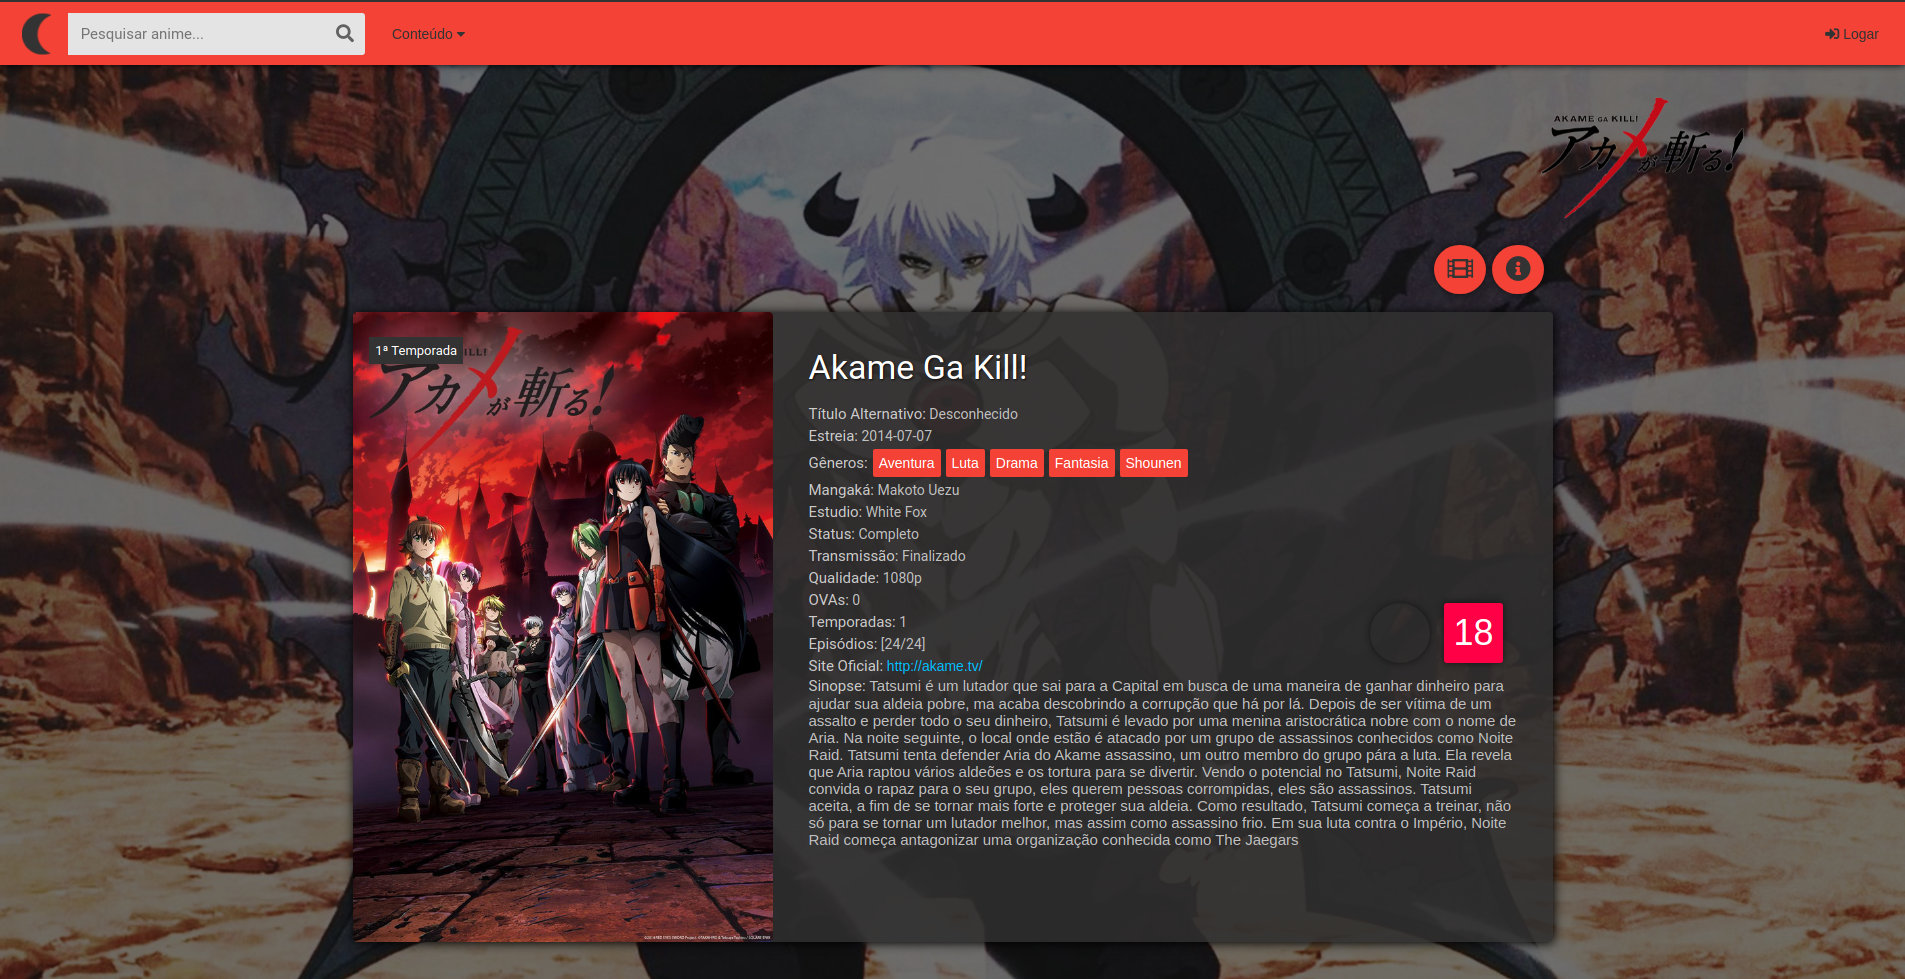 Pesquisar anime...
Conteúdo
Logar
AKAME GA KILL!
アカメが斬る!
1ª Temporada
KILL!
アカメが斬る!
Akame Ga Kill!
Título Alternativo: Desconhecido
Estreia: 2014-07-07
Gêneros: Aventura Luta Drama Fantasia Shounen
Mangaká: Makoto Uezu
Estudio: White Fox
Status: Completo
Transmissão: Finalizado
Qualidade: 1080p
OVAs: 0
Temporadas: 1
Episódios: [24/24]
18
Site Oficial: http://akame.tv/
Sinopse: Tatsumi é um lutador que sai para a Capital em busca de uma maneira de ganhar dinheiro para
ajudar sua aldeia pobre, ma acaba descobrindo a corrupção que há por lá. Depois de ser vítima de um
assalto e perder todo o seu dinheiro, Tatsumi é levado por uma menina aristocrática nobre com o nome de
Aria. Na noite seguinte, o local onde estão é atacado por um grupo de assassinos conhecidos como Noite
Raid. Tatsumi tenta defender Aria do Akame assassino, um outro membro do grupo pára a luta. Ela revela
que Aria raptou vários aldeões e os tortura para se divertir. Vendo o potencial no Tatsumi, Noite Raid
convida o rapaz para o seu grupo, eles querem pessoas corrompidas, eles são assassinos. Tatsumi
aceita, a fim de se tornar mais forte e proteger sua aldeia. Como resultado, Tatsumi começa a treinar, não
só para se tornar um lutador melhor, mas assim como assassino frio. Em sua luta contra o Império, Noite
Raid começa antagonizar uma organização conhecida como The Jaegars